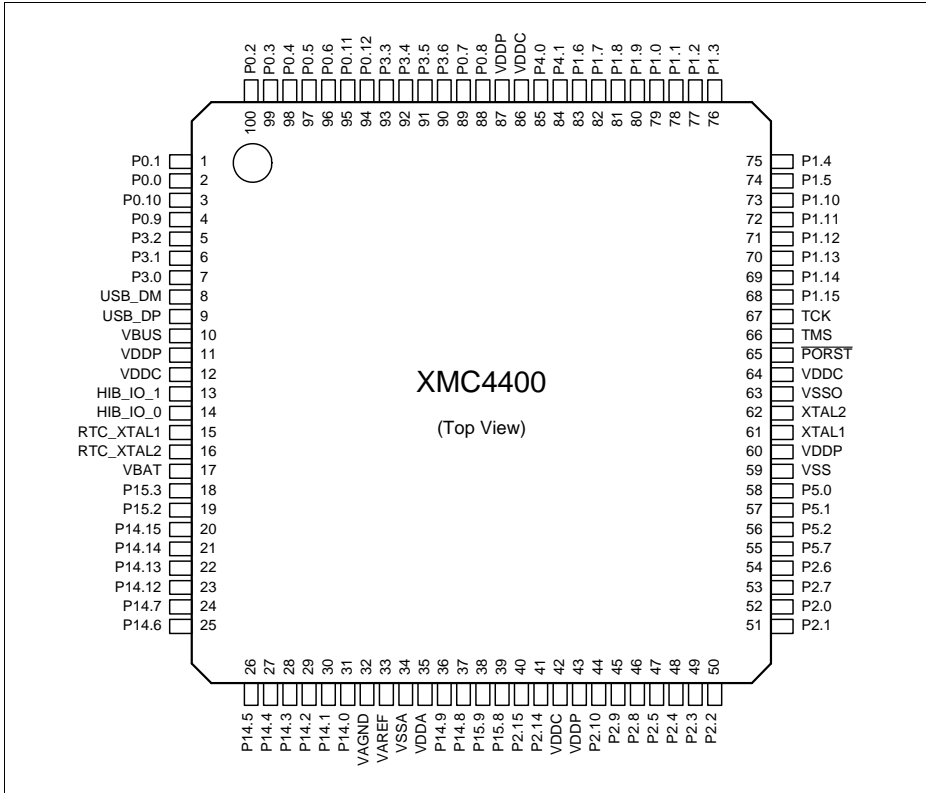 P0.2 P0.3 P0.4 P0.5 P0.6 P0.11 P0.12 P3.3 P3.4 P3.5 P3.6 P0.7 P0.8 VDDP VDDC P4.0 P4.1 P1.6 P1.7 P1.8 P1.9 P1.0 P1.1 P1.2 P1.3
100 99 98 97 96 95 94 93 92 91 90 89 88 87 86 85 84 83 82 81 80 79 78 77 76
P0.1 1 75 P1.4
P0.0 2 74 P1.5
P0.10 3 73 P1.10
P0.9 4 72 P1.11
P3.2 5 71 P1.12
P3.1 6 70 P1.13
P3.0 7 69 P1.14
USB_DM 8 68 P1.15
USB_DP 9 67 TCK
VBUS 10 66 TMS
VDDP 11 65 PORST
VDDC 12 64 VDDC
HIB_IO_1 13 63 VSSO
HIB_IO_0 14 62 XTAL2
RTC_XTAL1 15 61 XTAL1
RTC_XTAL2 16 60 VDDP
VBAT 17 59 VSS
P15.3 18 58 P5.0
P15.2 19 57 P5.1
P14.15 20 56 P5.2
P14.14 21 55 P5.7
P14.13 22 54 P2.6
P14.12 23 53 P2.7
P14.7 24 52 P2.0
P14.6 25 51 P2.1
XMC4400
(Top View)
26 27 28 29 30 31 32 33 34 35 36 37 38 39 40 41 42 43 44 45 46 47 48 49 50
P14.5 P14.4 P14.3 P14.2 P14.1 P14.0 VAGND VAREF VSSA VDDA P14.9 P14.8 P15.9 P15.8 P2.15 P2.14 VDDC VDDP P2.10 P2.9 P2.8 P2.5 P2.4 P2.3 P2.2